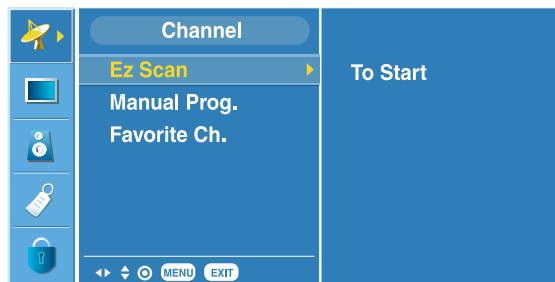 Channel
Ez Scan
To Start
Manual Prog.
Favorite Ch.
MENU EXIT